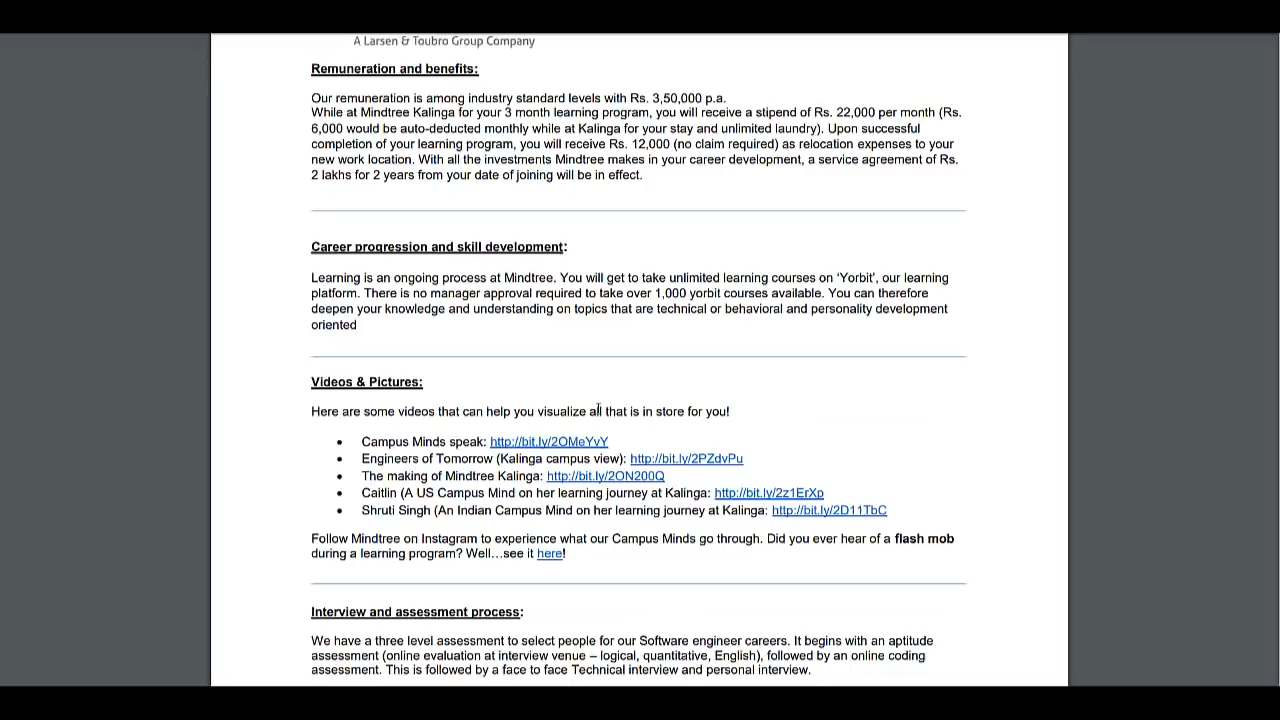 A Larsen & Toubro Group Company
Remuneration and benefits:
Our remuneration is among industry standard levels with Rs. 3,50,000 p.a.
While at Mindtree Kalinga for your 3 month learning program, you will receive a stipend of Rs. 22,000 per month (Rs.
6,000 would be auto-deducted monthly while at Kalinga for your stay and unlimited laundry). Upon successful
completion of your learning program, you will receive Rs. 12,000 (no claim required) as relocation expenses to your
new work location. With all the investments Mindtree makes in your career development, a service agreement of Rs.
2 lakhs for 2 years from your date of joining will be in effect.
Career progression and skill development:
Learning is an ongoing process at Mindtree. You will get to take unlimited learning courses on ‘Yorbit’, our learning
platform. There is no manager approval required to take over 1,000 yorbit courses available. You can therefore
deepen your knowledge and understanding on topics that are technical or behavioral and personality development
oriented
Videos & Pictures:
Here are some videos that can help you visualize all that is in store for you!
• Campus Minds speak: http://bit.ly/2OMeYvY
• Engineers of Tomorrow (Kalinga campus view): http://bit.ly/2PZdvPu
• The making of Mindtree Kalinga: http://bit.ly/2ON200Q
• Caitlin (A US Campus Mind on her learning journey at Kalinga: http://bit.ly/2z1ErXp
• Shruti Singh (An Indian Campus Mind on her learning journey at Kalinga: http://bit.ly/2D11TbC
Follow Mindtree on Instagram to experience what our Campus Minds go through. Did you ever hear of a flash mob
during a learning program? Well…see it here!
Interview and assessment process:
We have a three level assessment to select people for our Software engineer careers. It begins with an aptitude
assessment (online evaluation at interview venue – logical, quantitative, English), followed by an online coding
assessment. This is followed by a face to face Technical interview and personal interview.